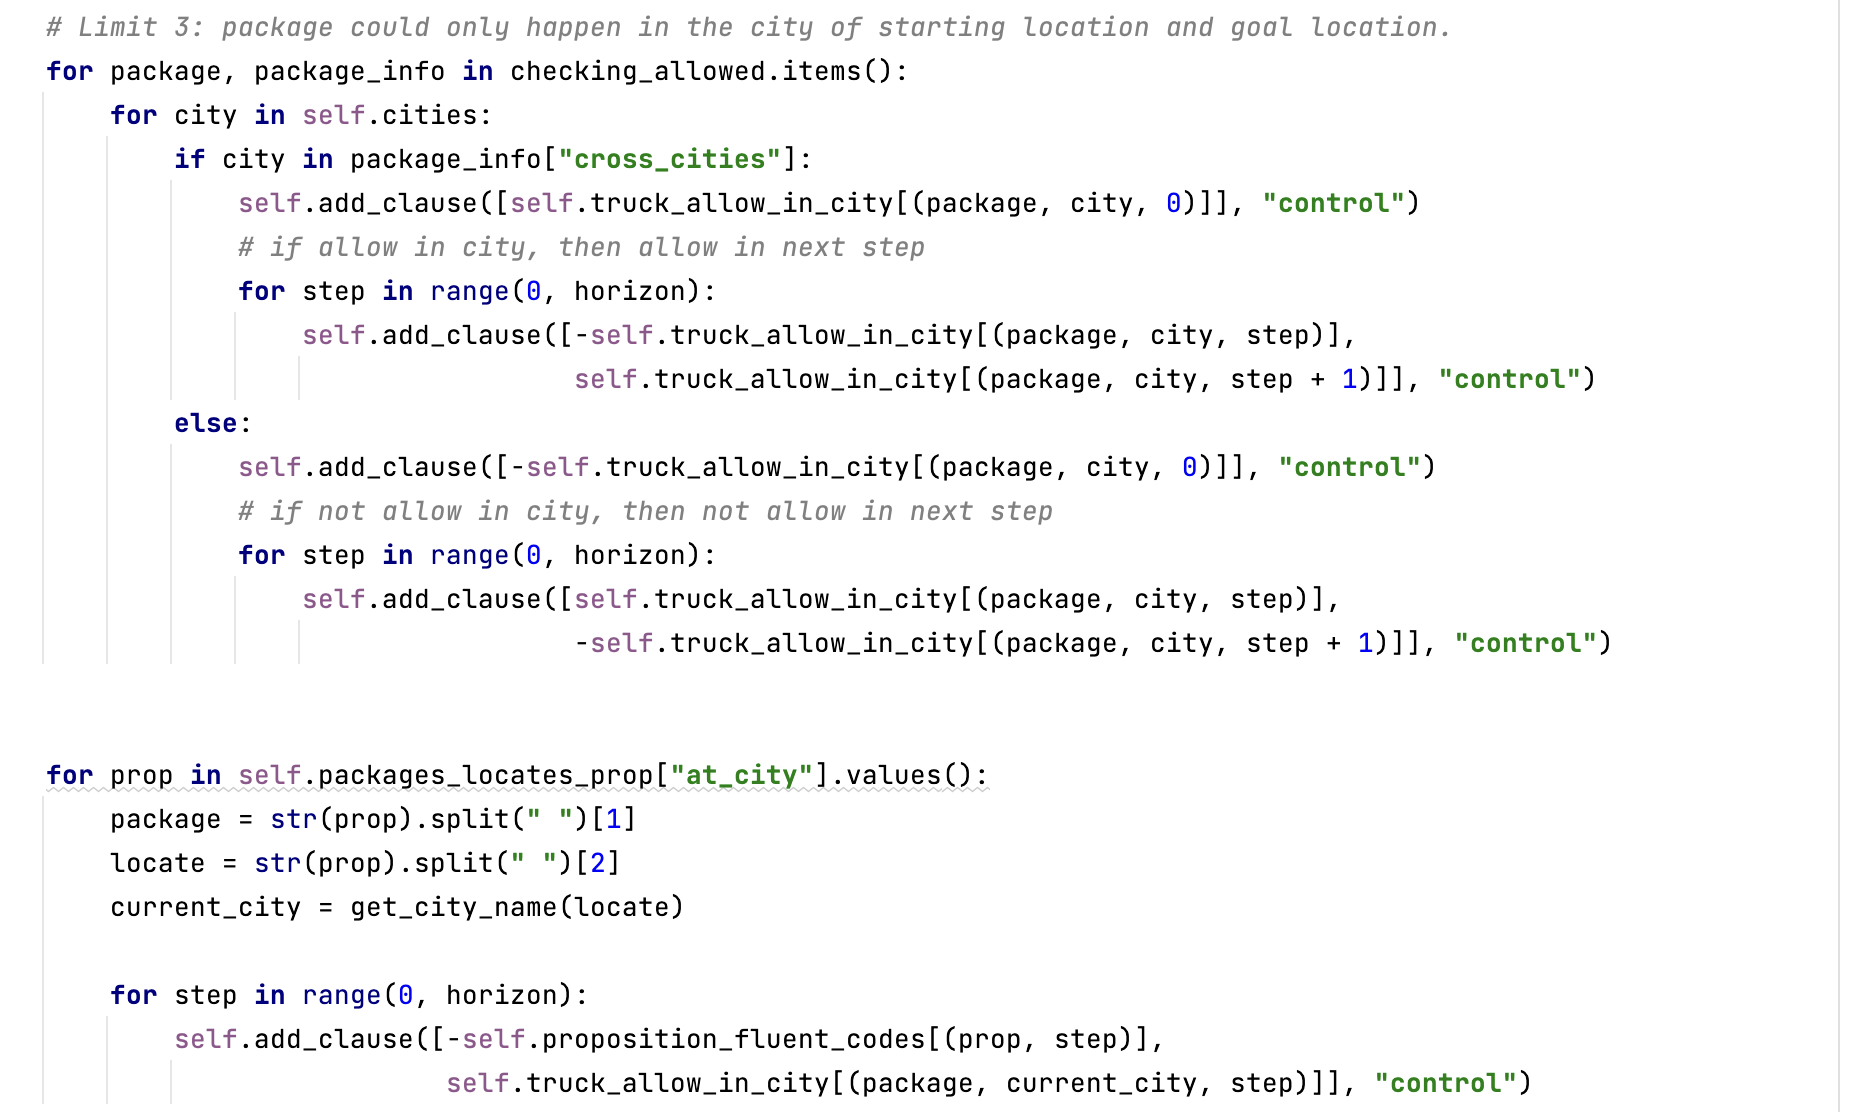 # Limit 3: package could only happen in the city of starting location and goal location.
for package, package_info in checking_allowed.items():
    for city in self.cities:
        if city in package_info["cross_cities"]:
            self.add_clause([self.truck_allow_in_city[(package, city, 0)]], "control")
            # if allow in city, then allow in next step
            for step in range(0, horizon):
                self.add_clause([-self.truck_allow_in_city[(package, city, step)],
                                 self.truck_allow_in_city[(package, city, step + 1)]], "control")
        else:
            self.add_clause([-self.truck_allow_in_city[(package, city, 0)]], "control")
            # if not allow in city, then not allow in next step
            for step in range(0, horizon):
                self.add_clause([self.truck_allow_in_city[(package, city, step)],
                                 -self.truck_allow_in_city[(package, city, step + 1)]], "control")
for prop in self.packages_locates_prop["at_city"].values():
    package = str(prop).split(" ")[1]
    locate = str(prop).split(" ")[2]
    current_city = get_city_name(locate)
    for step in range(0, horizon):
        self.add_clause([-self.proposition_fluent_codes[(prop, step)],
                         self.truck_allow_in_city[(package, current_city, step)]], "control")